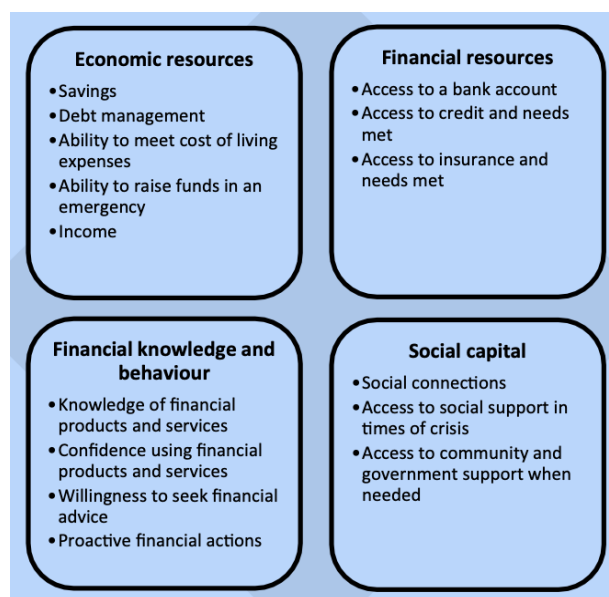 Economic resources
•Savings
•Debt management
•Ability to meet cost of living
expenses
•Ability to raise funds in an
emergency
•Income
Financial resources
•Access to a bank account
•Access to credit and needs
met
•Access to insurance and
needs met
Financial knowledge and
behaviour
•Knowledge of financial
products and services
•Confidence using financial
products and services
•Willingness to seek financial
advice
•Proactive financial actions
Social capital
•Social connections
•Access to social support in
times of crisis
•Access to community and
government support when
needed